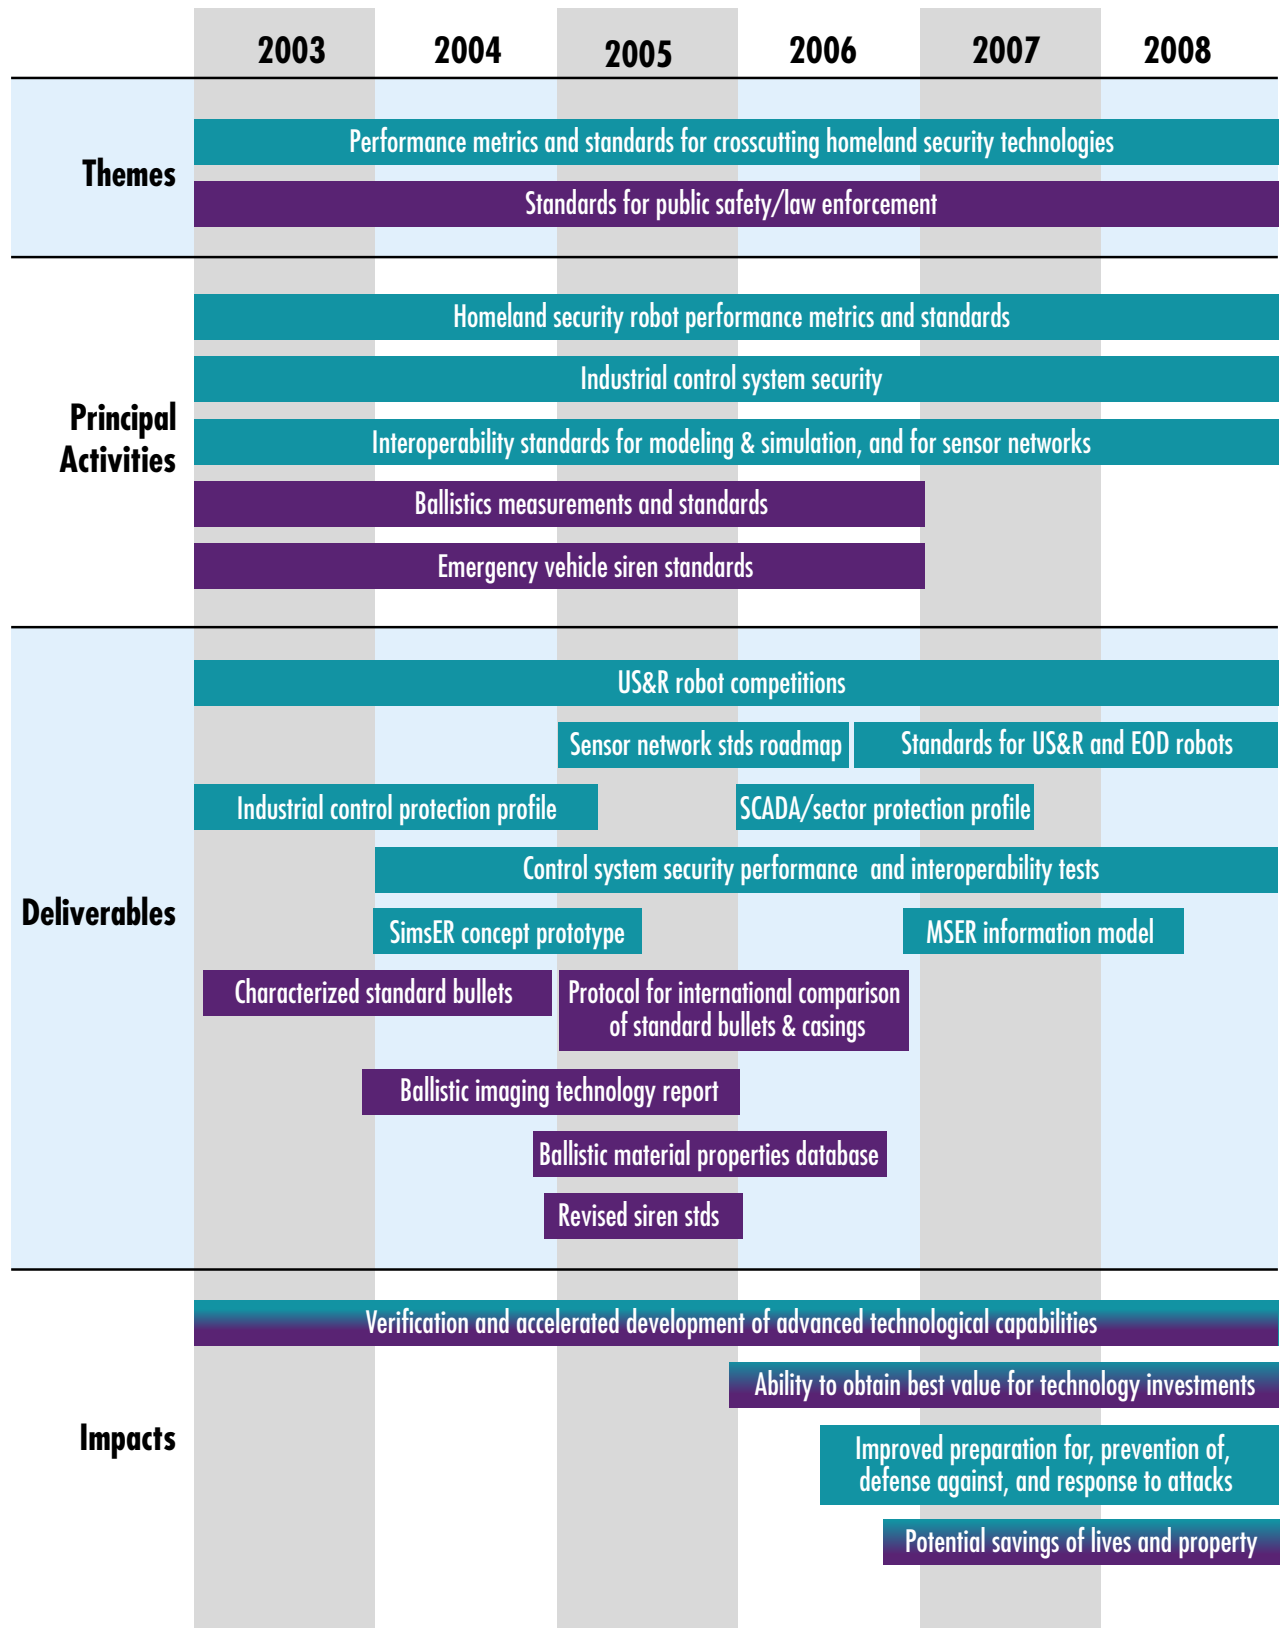 2003 2004 2005 2006 2007 2008
Themes
Performance metrics and standards for crosscutting homeland security technologies
Standards for public safety/law enforcement
Principal
Activities
Homeland security robot performance metrics and standards
Industrial control system security
Interoperability standards for modeling & simulation, and for sensor networks
Ballistics measurements and standards
Emergency vehicle siren standards
Deliverables
US&R robot competitions
Sensor network stds roadmap
Standards for US&R and EOD robots
Industrial control protection profile
SCADA/sector protection profile
Control system security performance and interoperability tests
SimsER concept prototype
MSER information model
Characterized standard bullets
Protocol for international comparison
of standard bullets & casings
Ballistic imaging technology report
Ballistic material properties database
Revised siren stds
Impacts
Verification and accelerated development of advanced technological capabilities
Ability to obtain best value for technology investments
Improved preparation for, prevention of,
defense against, and response to attacks
Potential savings of lives and property